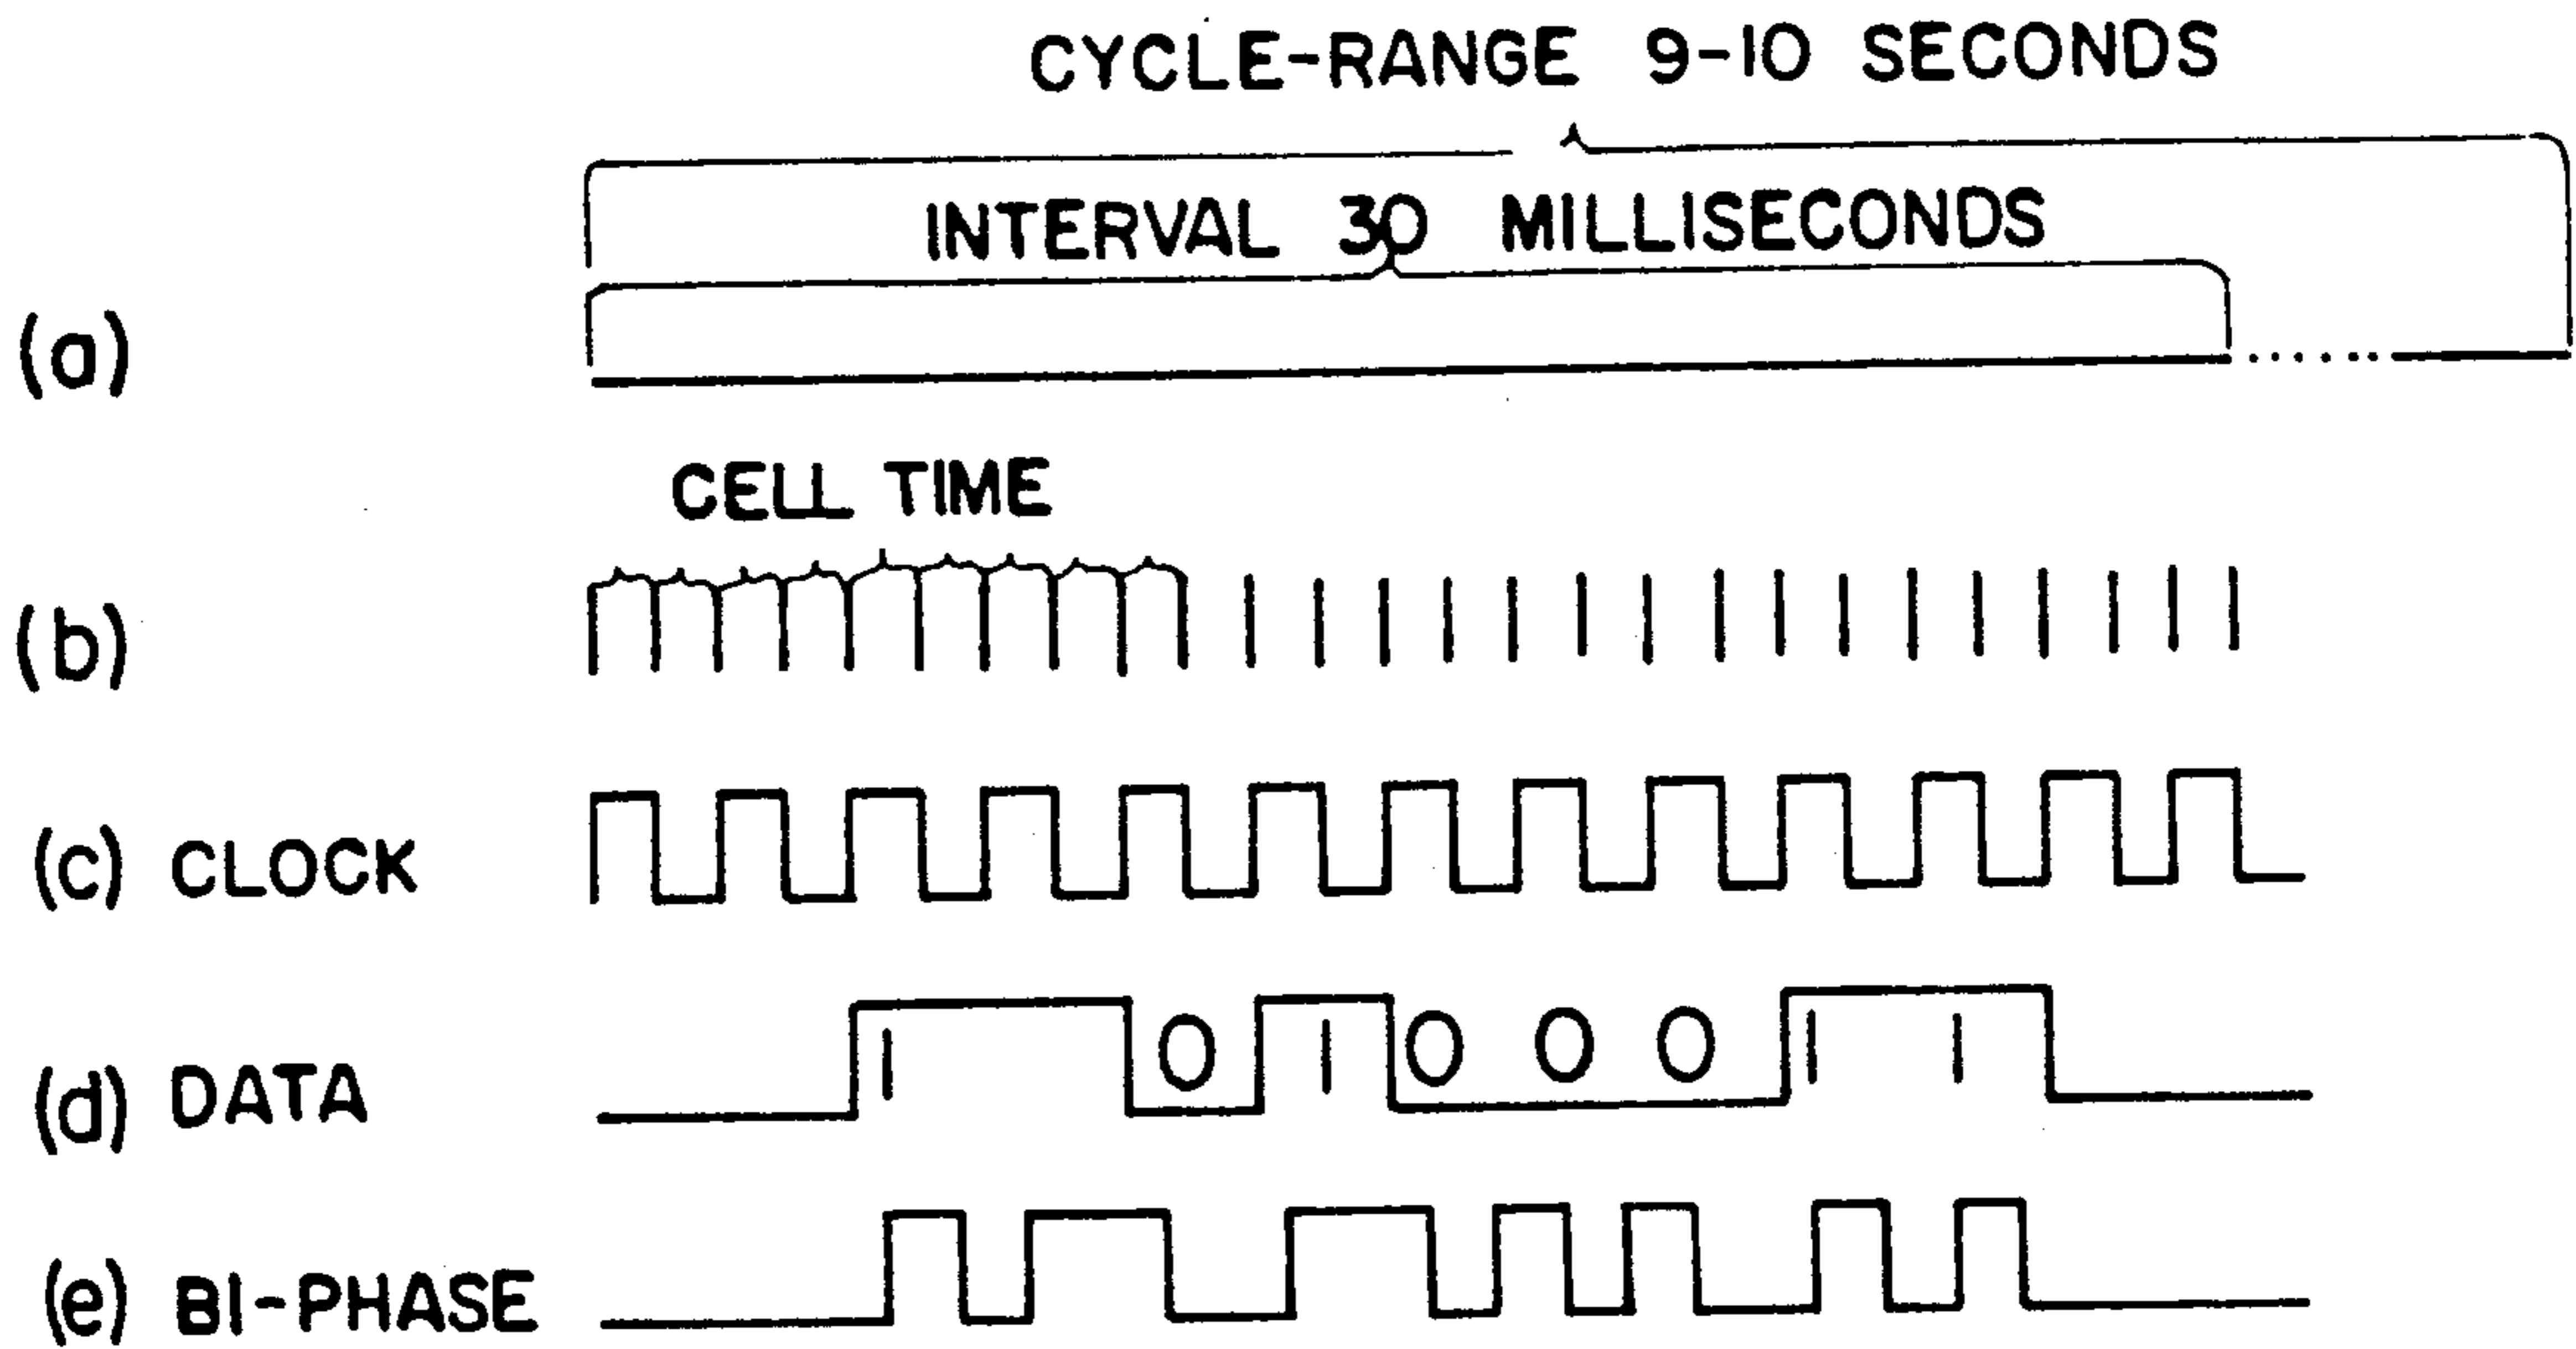 CYCLE-RANGE 9-10 SECONDS
INTERVAL 30 MILLISECONDS
(a)
CELL TIME
(b)
(c) CLOCK
(d) DATA 1 0 1 0 0 0 1 1
(e) BI-PHASE